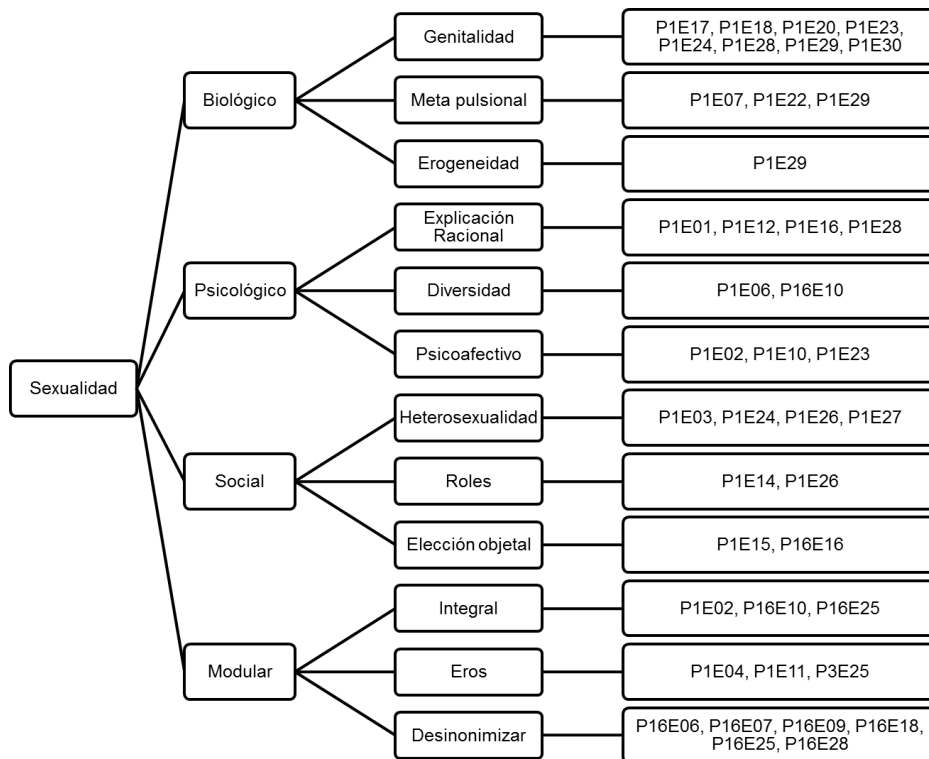 Sexualidad
Biológico
Genitalidad
P1E17, P1E18, P1E20, P1E23,
P1E24, P1E28, P1E29, P1E30
Meta pulsional
P1E07, P1E22, P1E29
Erogeneidad
P1E29
Psicológico
Explicación
Racional
P1E01, P1E12, P1E16, P1E28
Diversidad
P1E06, P16E10
Psicoafectivo
P1E02, P1E10, P1E23
Social
Heterosexualidad
P1E03, P1E24, P1E26, P1E27
Roles
P1E14, P1E26
Elección objetal
P1E15, P16E16
Modular
Integral
P1E02, P16E10, P16E25
Eros
P1E04, P1E11, P3E25
Desinonimizar
P16E06, P16E07, P16E09, P16E18,
P16E25, P16E28